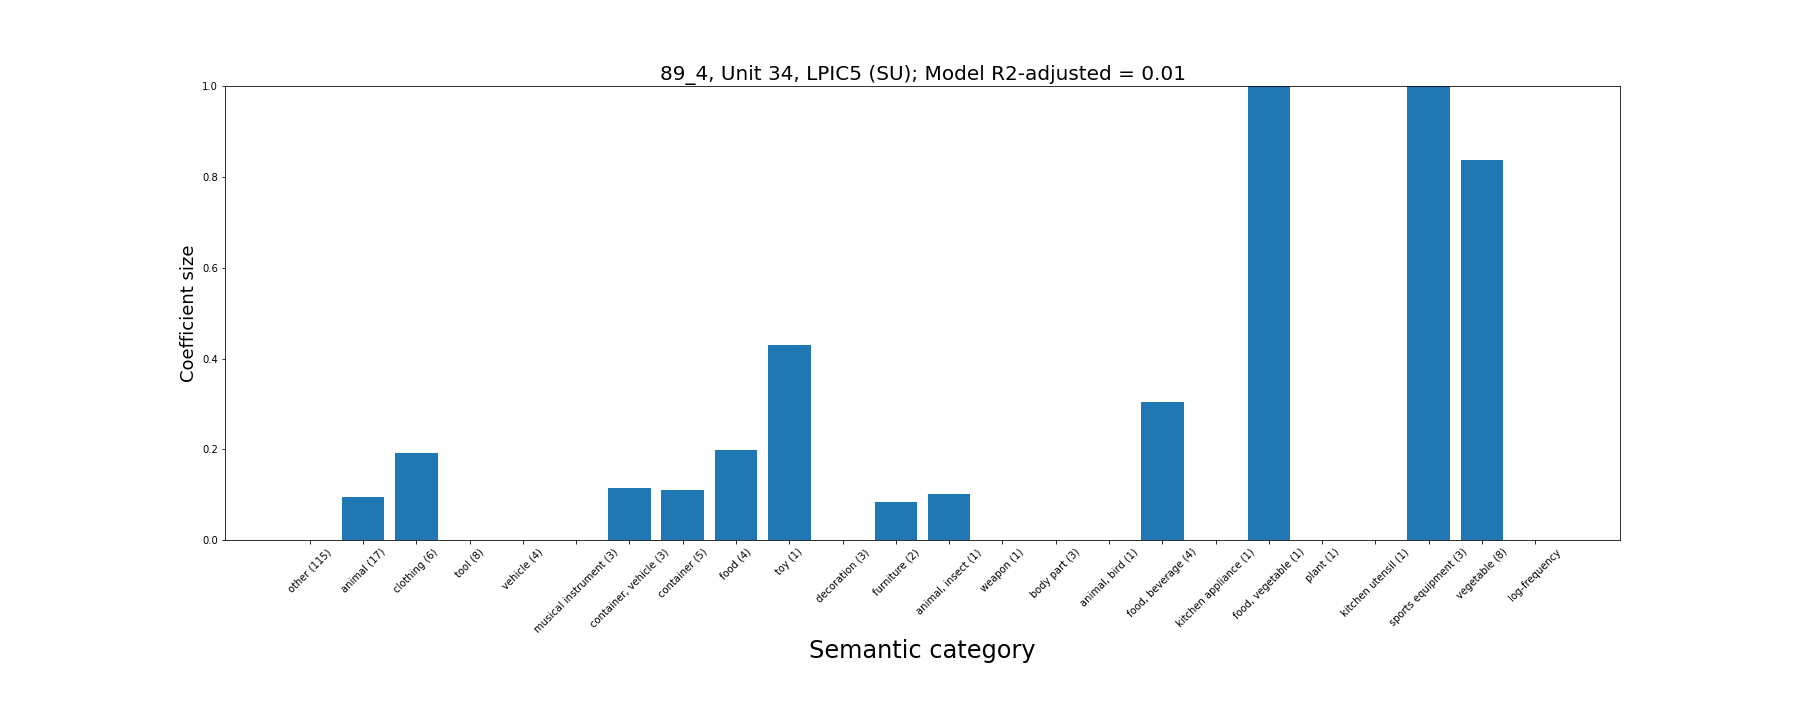 89_4, Unit 34, LPIC5 (SU); Model R2-adjusted = 0.01
Coefficient size
1.0
0.8
0.6
0.4
0.2
0.0
other (115)
animal (17)
clothing (6)
tool (8)
vehicle (4)
musical instrument (3)
container, vehicle (3)
container (5)
food (4)
toy (1)
decoration (3)
furniture (2)
animal, insect (1)
weapon (1)
body part (3)
animal, bird (1)
food, beverage (4)
kitchen appliance (1)
food, vegetable (1)
plant (1)
kitchen utensil (1)
sports equipment (3)
vegetable (8)
log-frequency
Semantic category